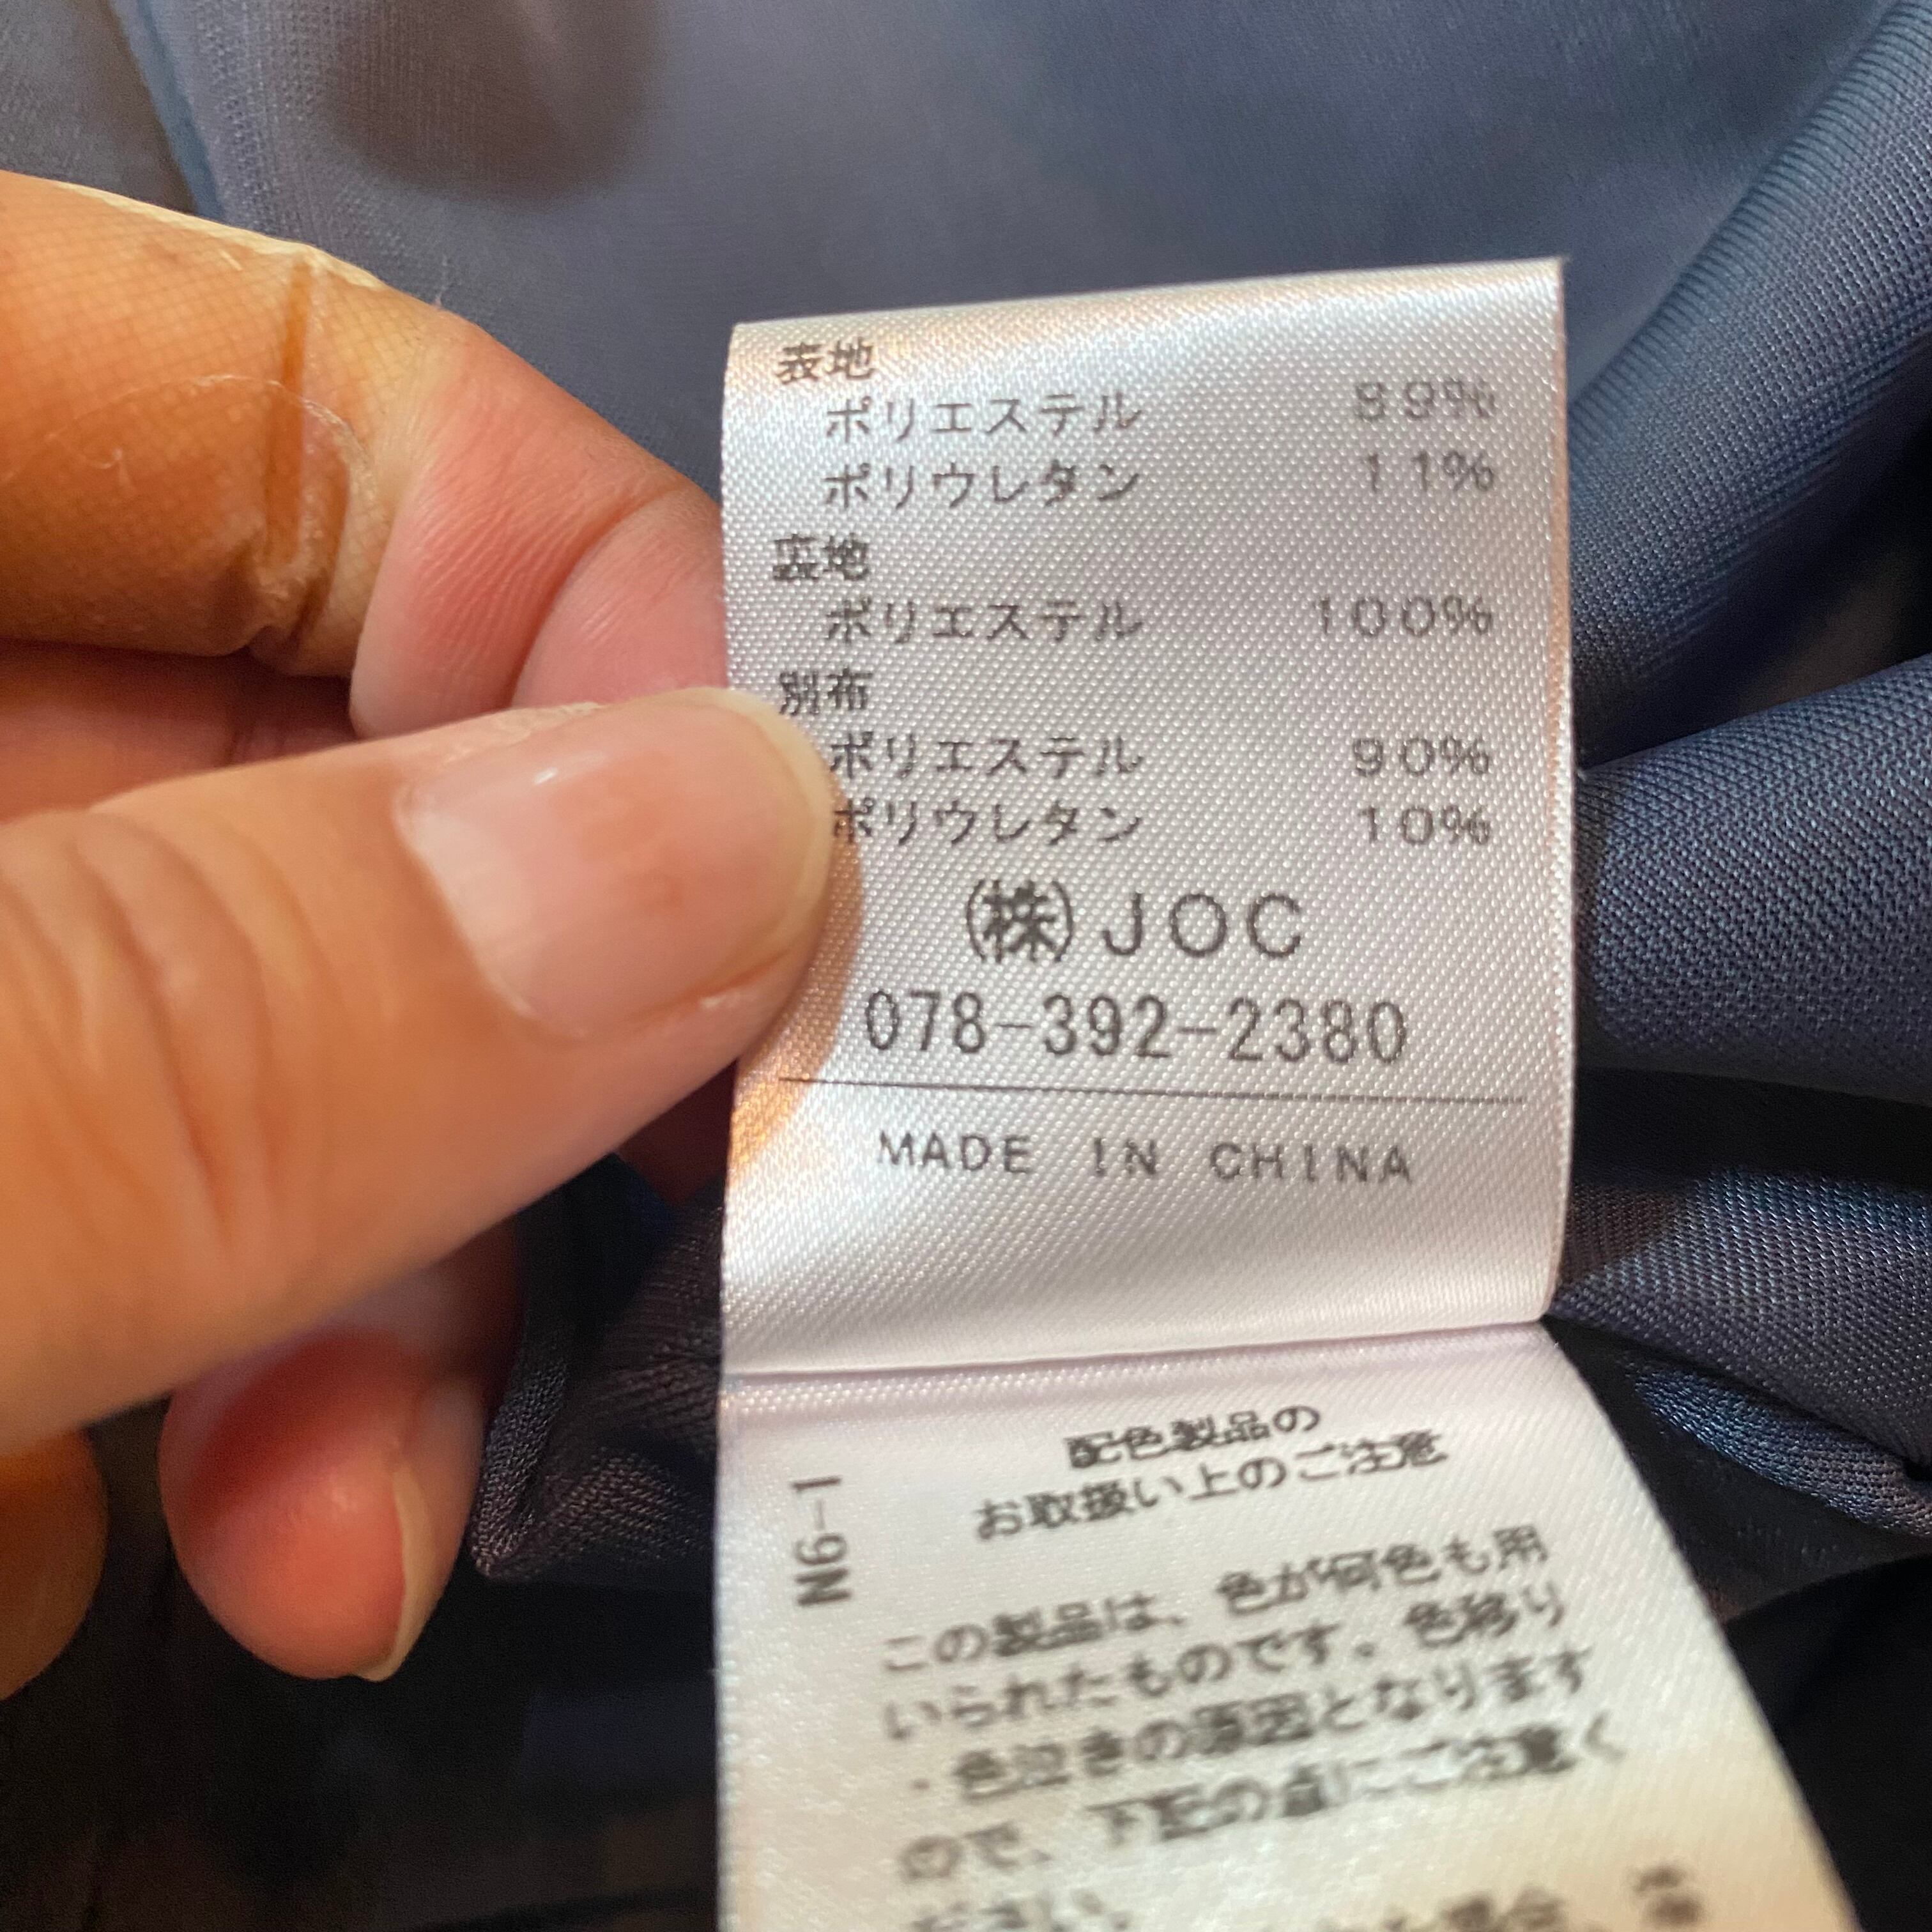 表地
ポリエステル 89%
ポリウレタン 11%
裏地
ポリエステル 100%
別布
ポリエステル 90%
ポリウレタン 10%
㈱JOC
078-392-2380
MADE IN CHINA
N6-1
配色製品の
お取扱い上のご注意
この製品は、色が何色も用
いられたものです。色移り
・色泣きの原因となります
ので、下記の点にご注意く
ださい。